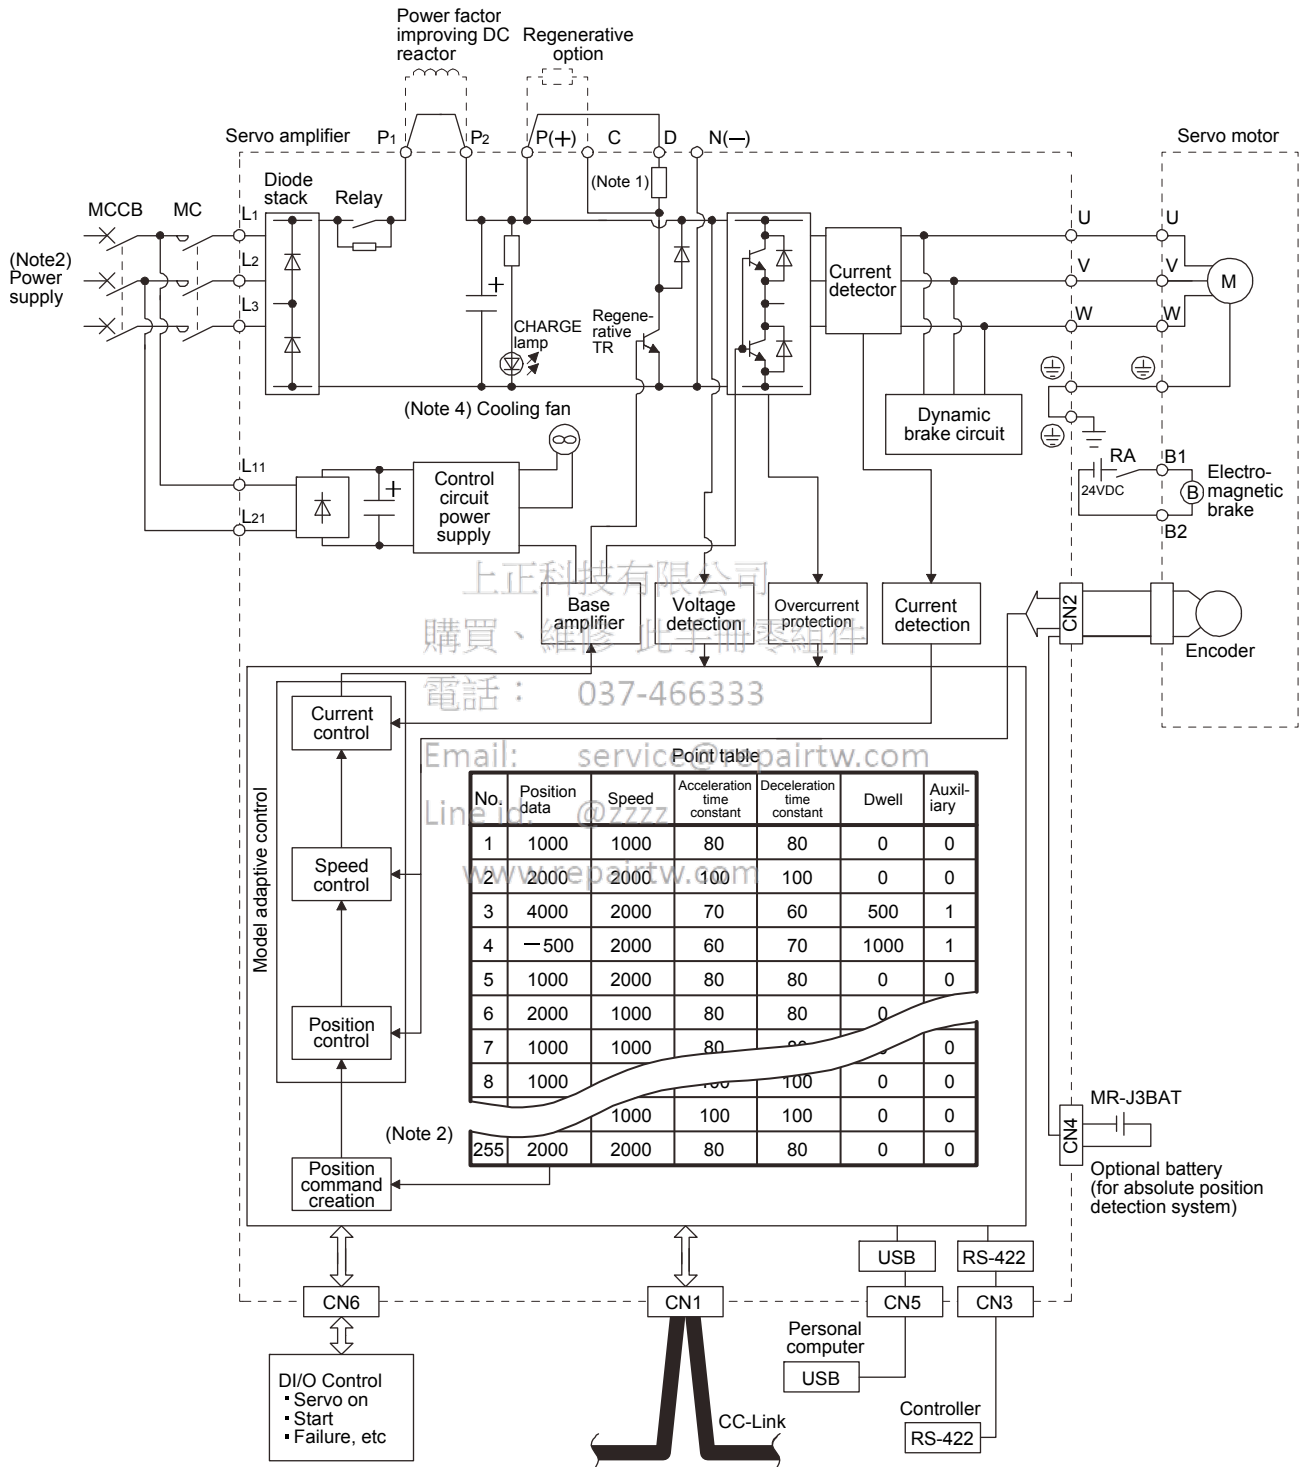 Power factor
improving DC
reactor
Regenerative
option
Servo amplifier
P1
P2
P(+)
C
D
N(—)
Servo motor
Diode
stack
Relay
(Note 1)
MCCB
MC
L1
L2
L3
(Note2)
Power
supply
U
V
W
U
V
W
M
Current
detector
Regene-
rative
TR
CHARGE
lamp
+
Dynamic
brake circuit
(Note 4) Cooling fan
L11
L21
+
Control
circuit
power
supply
RA
24VDC
B1
B
B2
Electro-
magnetic
brake
上正科技有限公司
Base
amplifier
Voltage
detection
Overcurrent
protection
Current
detection
CN2
Encoder
購買、維修 此手冊零組件
電話： 037-466333
Email: service@repairtw.com
Line id: @zzzz
www.repairtw.com
Model adaptive control
Current
control
Speed
control
Position
control
(Note 2)
Position
command
creation
Point table
No. Position data Speed Acceleration time constant Deceleration time constant Dwell Auxil-iary
1 1000 1000 80 80 0 0
2 2000 2000 100 100 0 0
3 4000 2000 70 60 500 1
4 —500 2000 60 70 1000 1
5 1000 2000 80 80 0 0
6 2000 1000 80 80 0 0
7 1000 1000 80 0
8 1000 100 0 0
1000 100 100 0 0
255 2000 2000 80 80 0 0
CN4
MR-J3BAT
Optional battery
(for absolute position
detection system)
USB
RS-422
CN6
CN1
CN5
CN3
DI/O Control
▪ Servo on
▪ Start
▪ Failure, etc
CC-Link
Personal
computer
USB
Controller
RS-422